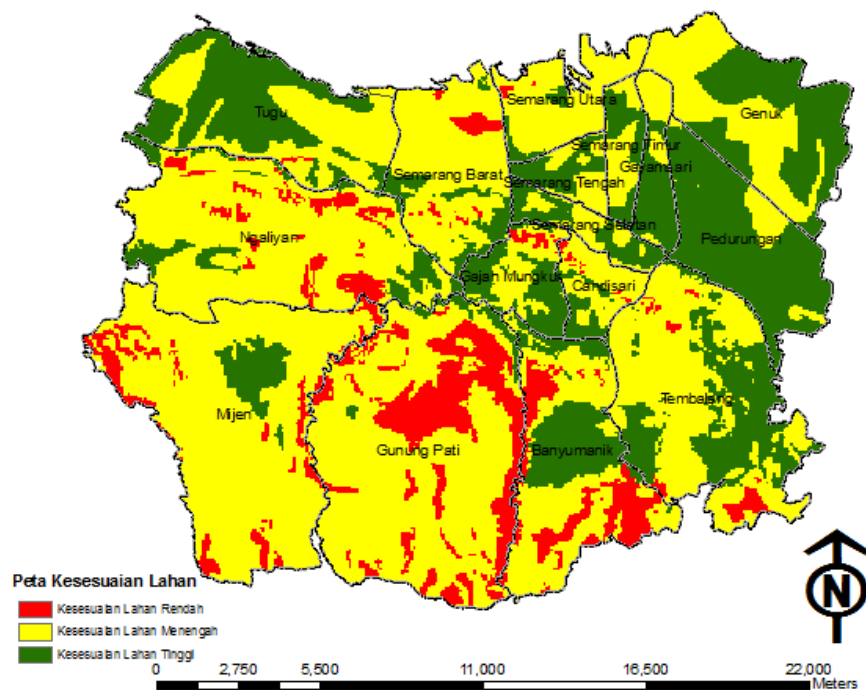 Semarang Utara
Tugu
Genuk
Semarang Timur
Gayamsari
Semarang Barat
Semarang Tengah
Semarang Selatan
Ngaliyan
Pedurungan
Gajah Mungkur
Candisari
Tembalang
Mijen
Gunung Pati
Banyumanik
Peta Kesesuaian Lahan
Kesesuaian Lahan Rendah
Kesesuaian Lahan Menengah
Kesesuaian Lahan Tinggi
N
0 2,750 5,500 11,000 16,500 22,000
Meters